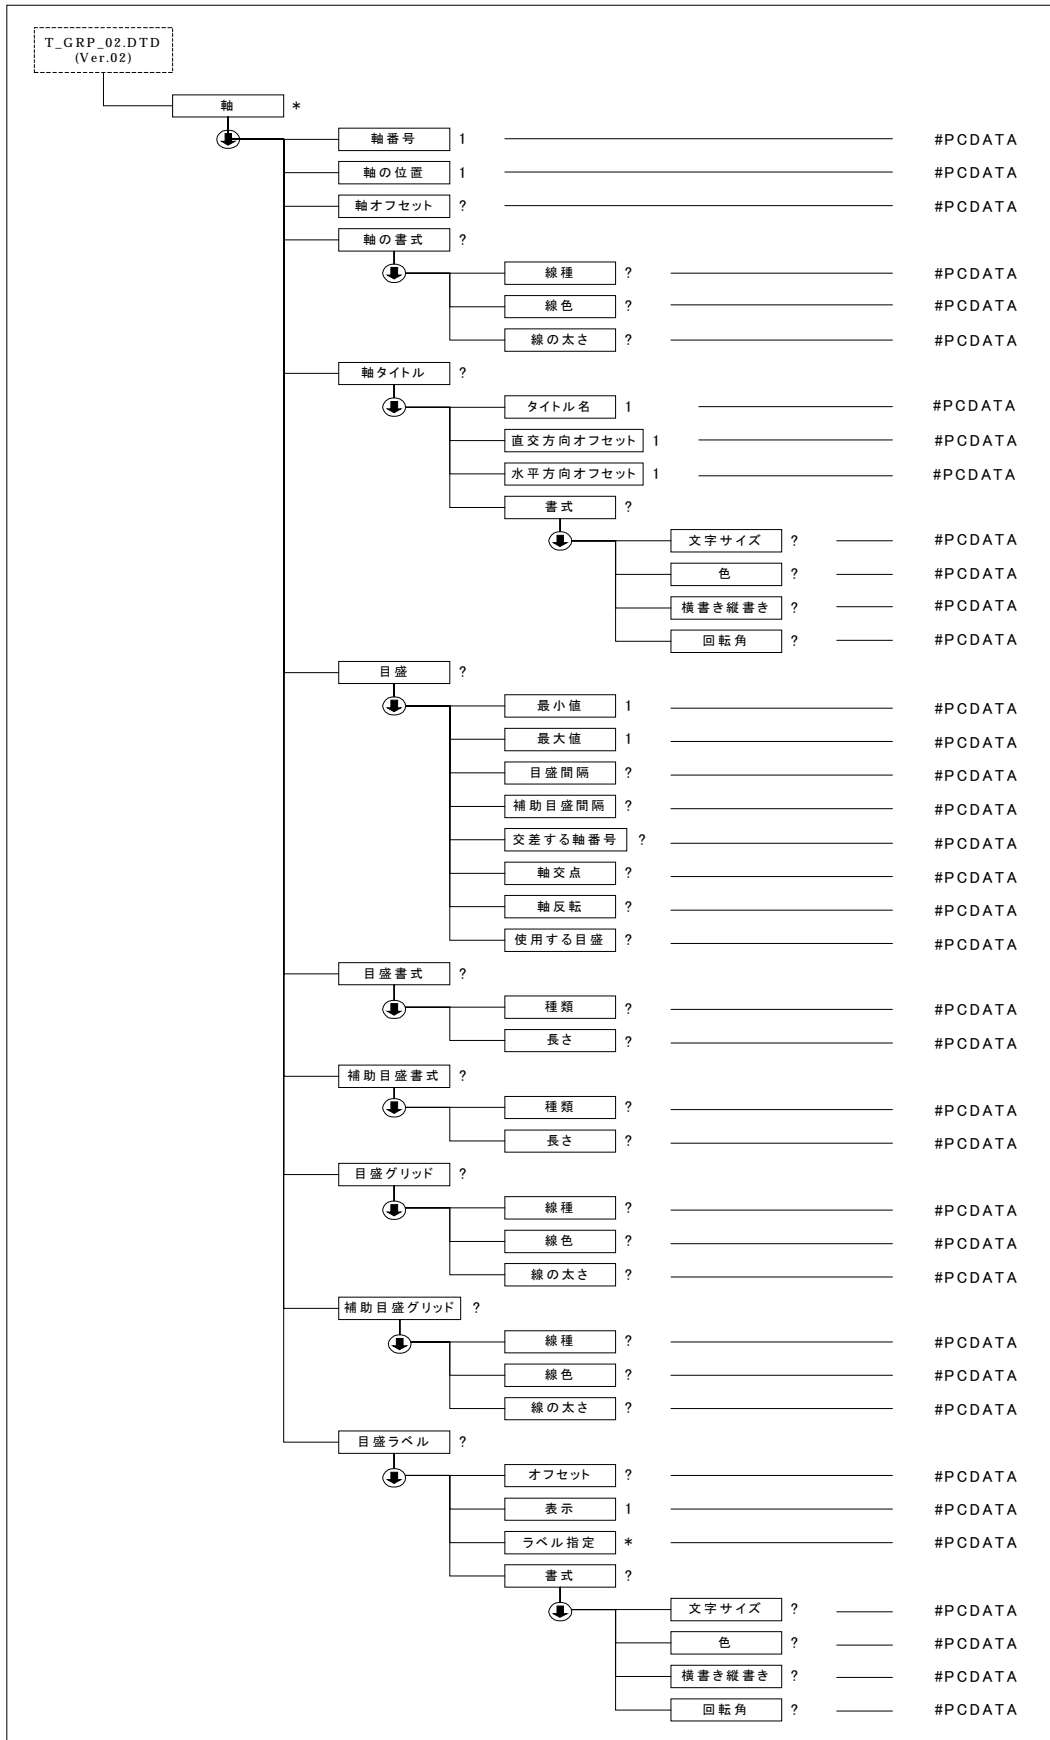 T_GRP_02.DTD
(Ver.02)
軸 *
軸番号 1 #PCDATA
軸の位置 1 #PCDATA
軸オフセット ? #PCDATA
軸の書式 ?
線種 ? #PCDATA
線色 ? #PCDATA
線の太さ ? #PCDATA
軸タイトル ?
タイトル名 1 #PCDATA
直交方向オフセット 1 #PCDATA
水平方向オフセット 1 #PCDATA
書式 ?
文字サイズ ? #PCDATA
色 ? #PCDATA
横書き縦書き ? #PCDATA
回転角 ? #PCDATA
目盛 ?
最小値 1 #PCDATA
最大値 1 #PCDATA
目盛間隔 ? #PCDATA
補助目盛間隔 ? #PCDATA
交差する軸番号 ? #PCDATA
軸交点 ? #PCDATA
軸反転 ? #PCDATA
使用する目盛 ? #PCDATA
目盛書式 ?
種類 ? #PCDATA
長さ ? #PCDATA
補助目盛書式 ?
種類 ? #PCDATA
長さ ? #PCDATA
目盛グリッド ?
線種 ? #PCDATA
線色 ? #PCDATA
線の太さ ? #PCDATA
補助目盛グリッド ?
線種 ? #PCDATA
線色 ? #PCDATA
線の太さ ? #PCDATA
目盛ラベル ?
オフセット ? #PCDATA
表示 1 #PCDATA
ラベル指定 * #PCDATA
書式 ?
文字サイズ ? #PCDATA
色 ? #PCDATA
横書き縦書き ? #PCDATA
回転角 ? #PCDATA